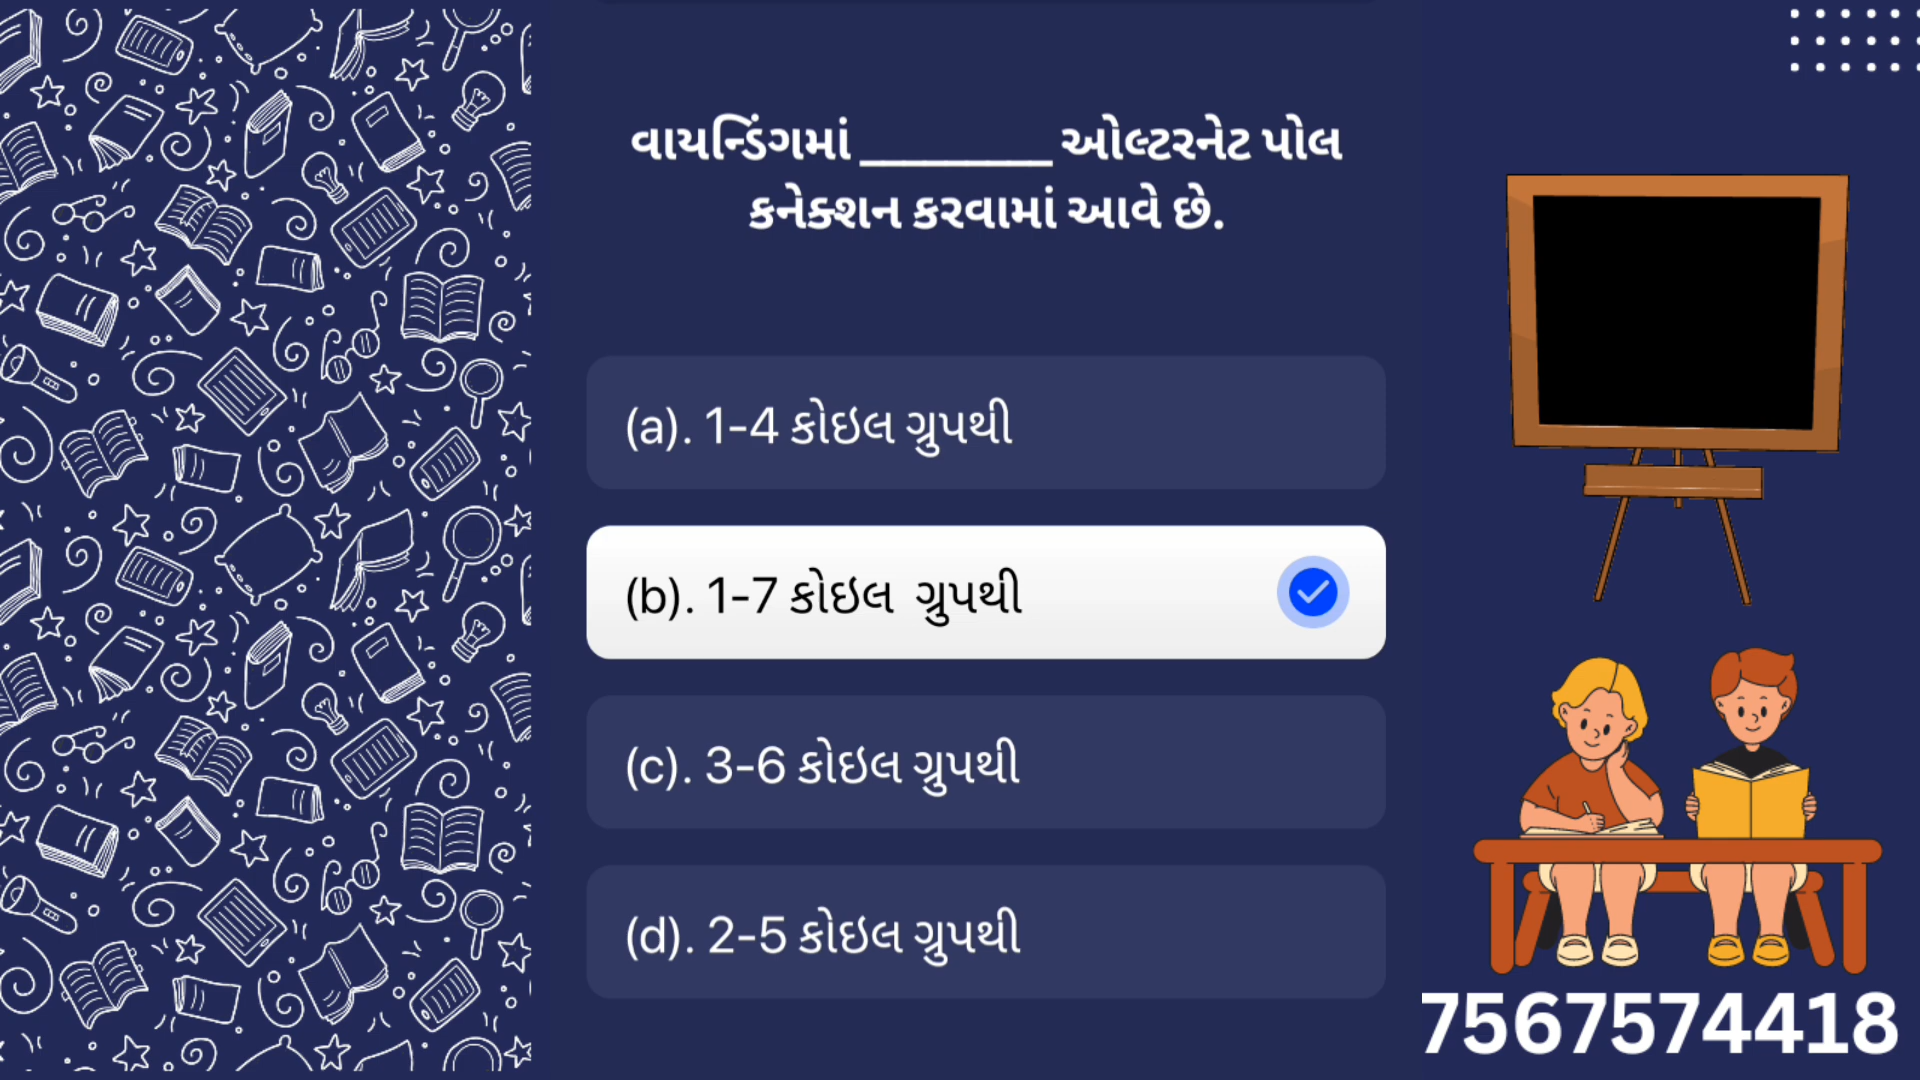 વાયન્ડિંગમાં _________ ઓલ્ટરનેટ પોલ
કનેક્શન કરવામાં આવે છે.
(a). 1-4 કોઇલ ગ્રુપથી
(b). 1-7 કોઇલ ગ્રુપથી
(c). 3-6 કોઇલ ગ્રુપથી
(d). 2-5 કોઇલ ગ્રુપથી
7567574418